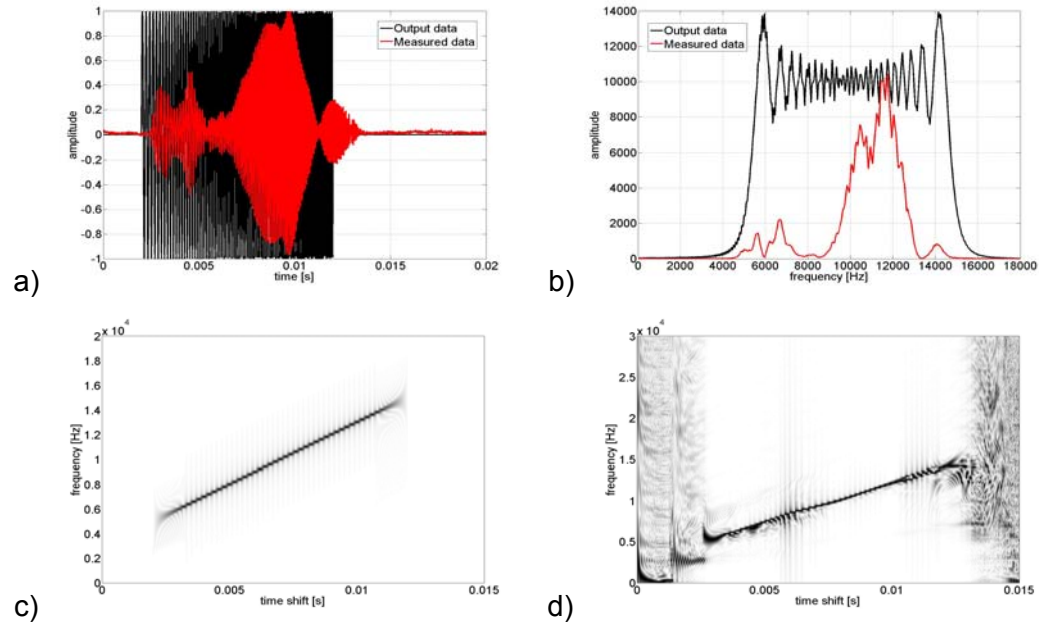 1
0.8
0.6
0.4
0.2
0
-0.2
-0.4
-0.6
-0.8
-1
amplitude
Output data
Measured data
0 0.005 0.01 0.015 0.02
time [s]
a)
14000
12000
10000
8000
6000
4000
2000
0
amplitude
Output data
Measured data
0 2000 4000 6000 8000 10000 12000 14000 16000 18000
frequency [Hz]
b)
x 10^4
2
1.8
1.6
1.4
1.2
1
0.8
0.6
0.4
0.2
0
frequency [Hz]
0 0.005 0.01 0.015
time shift [s]
c)
x 10^4
3
2.5
2
1.5
1
0.5
0
frequency [Hz]
0 0.005 0.01 0.015
time shift [s]
d)